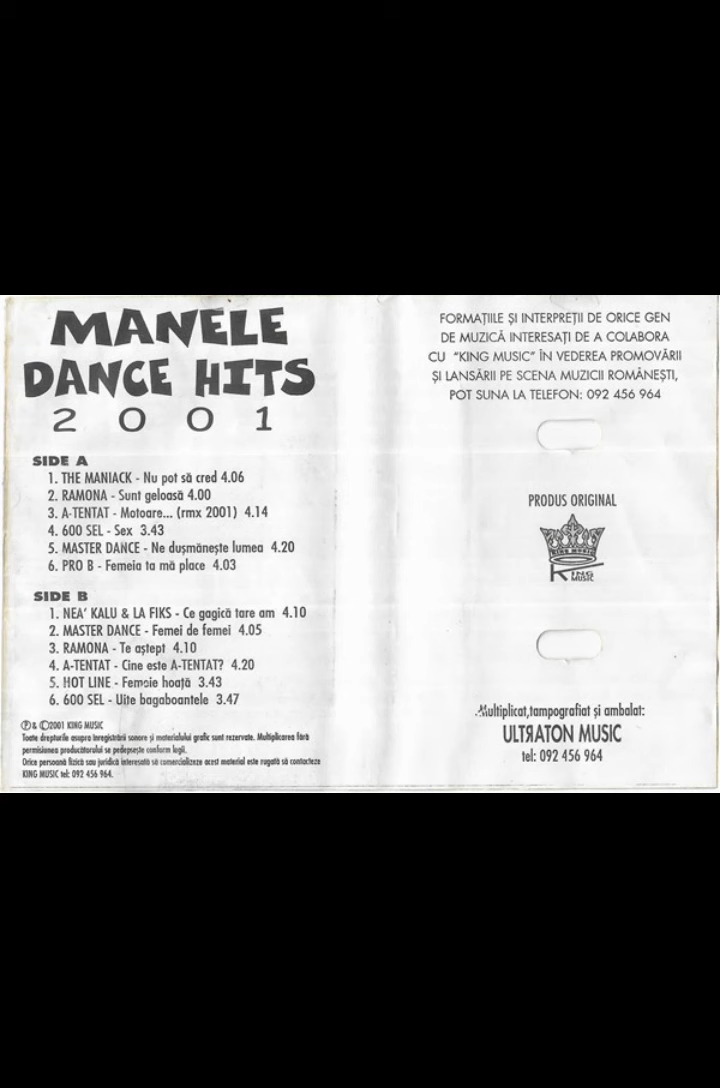 MANELE
DANCE HITS
2001
SIDE A
1. THE MANIACK - Nu pot să cred 4.06
2. RAMONA - Sunt geloasă 4.00
3. A-TENTAT - Motoare... (rmx 2001) 4.14
4. 600 SEL - Sex 3.43
5. MASTER DANCE - Ne dușmănește lumea 4.20
6. PRO B - Femeia ta mă place 4.03
SIDE B
1. NEA' KALU & LA FIKS - Ce gagică tare am 4.10
2. MASTER DANCE - Femei de femei 4.05
3. RAMONA - Te aștept 4.10
4. A-TENTAT - Cine este A-TENTAT? 4.20
5. HOT LINE - Femeie hoață 3.43
6. 600 SEL - Uite bagaboantele 3.47
Ⓟ & ©2001 KING MUSIC
Toate drepturile asupra înregistrării sonore și materialului grafic sunt rezervate. Multiplicarea fără
permisiunea producătorului se pedepsește conform legii.
Orice persoană fizică sau juridică interesată să comercializeze acest material este rugată să contacteze
KING MUSIC tel: 092 456 964.
FORMAȚIILE ȘI INTERPREȚII DE ORICE GEN
DE MUZICĂ INTERESAȚI DE A COLABORA
CU "KING MUSIC" ÎN VEDEREA PROMOVĂRII
ȘI LANSĂRII PE SCENA MUZICII ROMÂNEȘTI,
POT SUNA LA TELEFON: 092 456 964
PRODUS ORIGINAL
KING MUSIC
KING
MUSIC
Multiplicat,tampografiat și ambalat:
ULTЯATON MUSIC
tel: 092 456 964